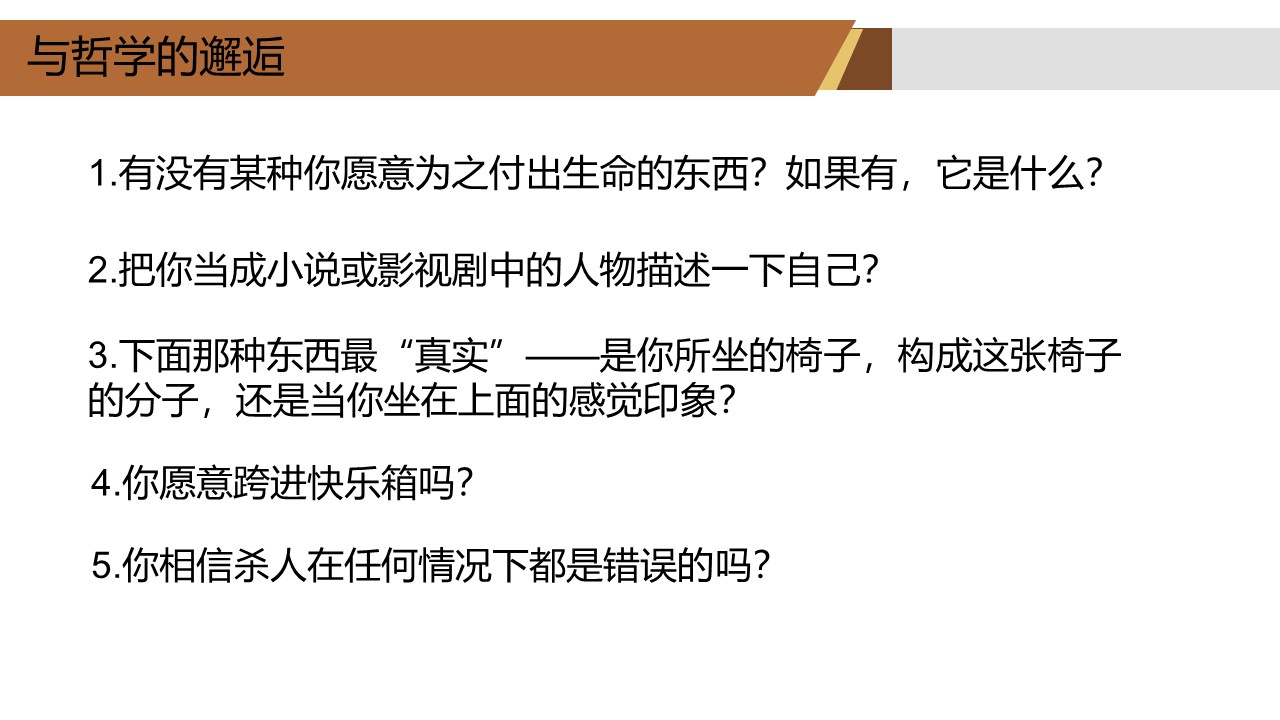 与哲学的邂逅
1.有没有某种你愿意为之付出生命的东西？如果有，它是什么？
2.把你当成小说或影视剧中的人物描述一下自己？
3.下面那种东西最“真实”——是你所坐的椅子，构成这张椅子
的分子，还是当你坐在上面的感觉印象？
4.你愿意跨进快乐箱吗？
5.你相信杀人在任何情况下都是错误的吗？